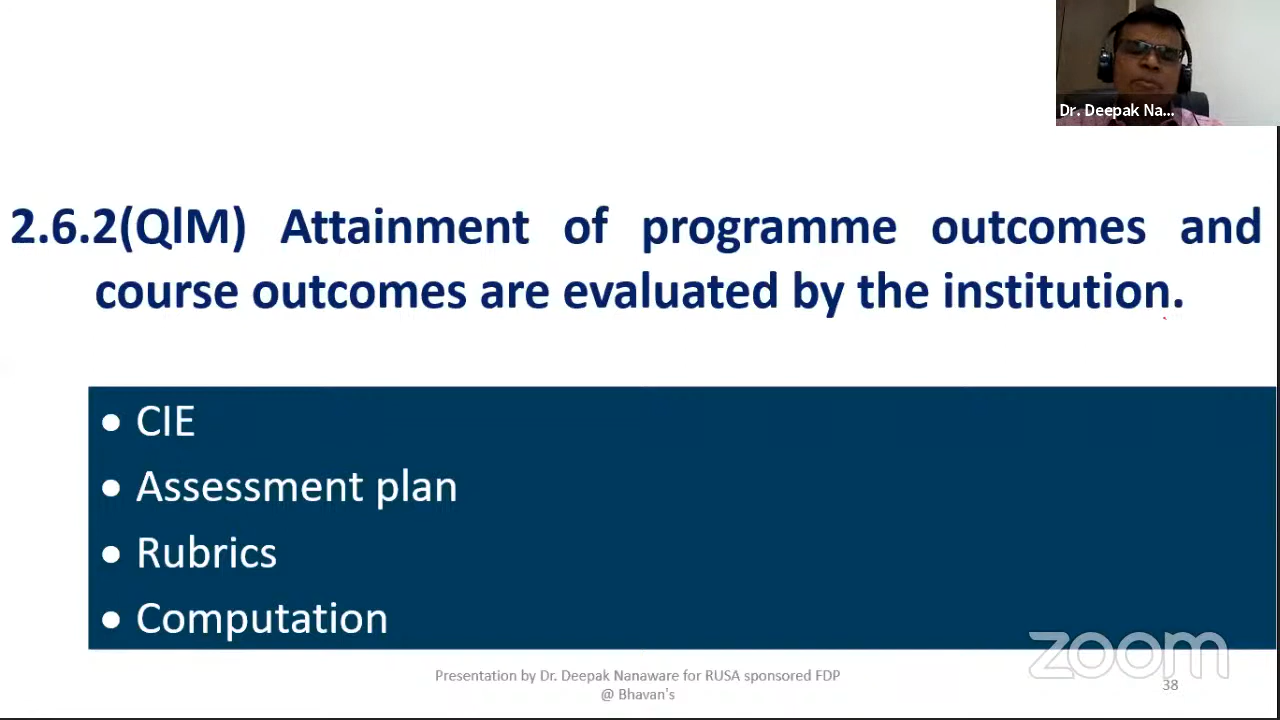 Dr. Deepak Na...
2.6.2(QlM) Attainment of programme outcomes and
course outcomes are evaluated by the institution.
• CIE
• Assessment plan
• Rubrics
• Computation
zoom
Presentation by Dr. Deepak Nanaware for RUSA sponsored FDP
@ Bhavan's
38